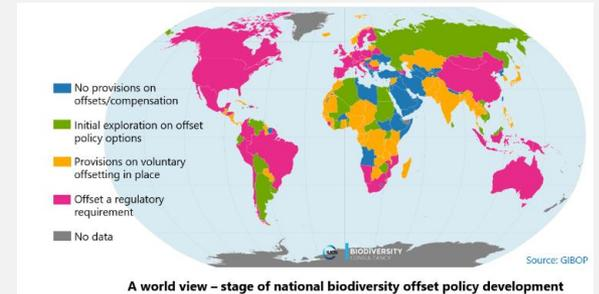 No provisions on
offsets/compensation
Initial exploration on offset
policy options
Provisions on voluntary
offsetting in place
Offset a regulatory
requirement
No data
BIODIVERSITY
CONSULTANCY
Source: GIBOP
A world view – stage of national biodiversity offset policy development